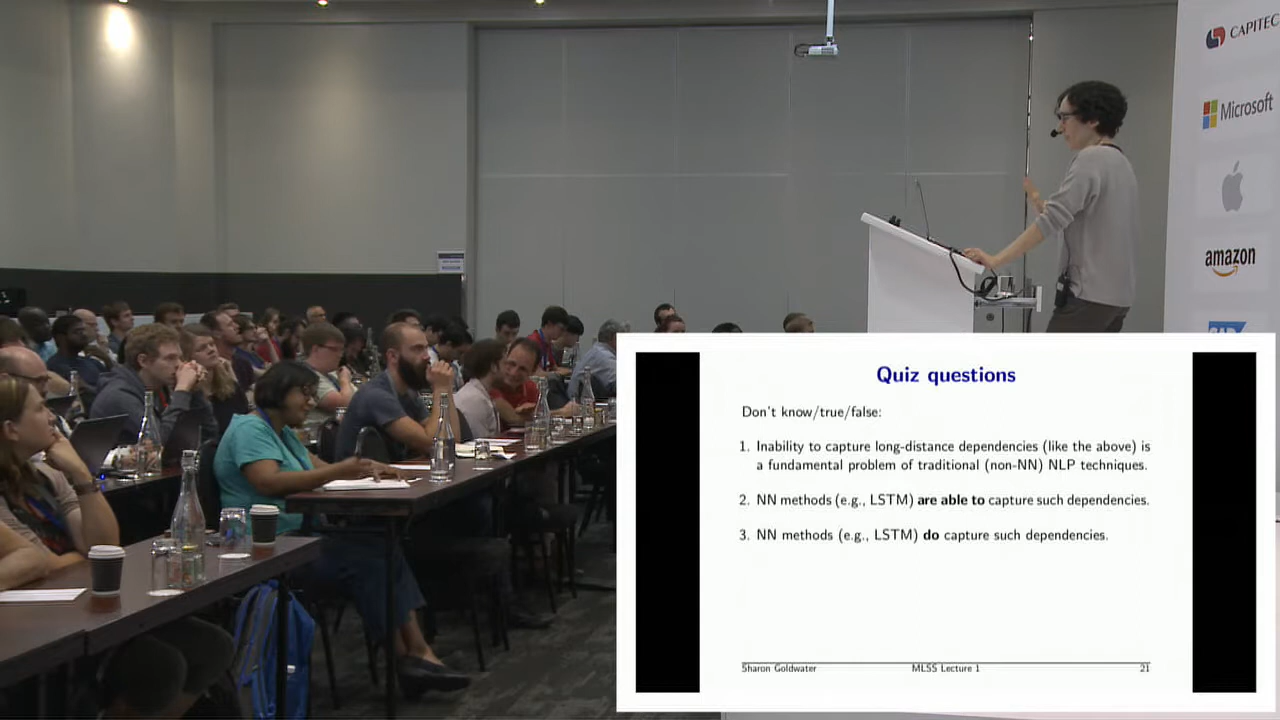 CAPITEC
Microsoft
amazon
SAP
Quiz questions
Don't know/true/false:
1. Inability to capture long-distance dependencies (like the above) is
a fundamental problem of traditional (non-NN) NLP techniques.
2. NN methods (e.g., LSTM) are able to capture such dependencies.
3. NN methods (e.g., LSTM) do capture such dependencies.
Sharon Goldwater MLSS Lecture 1 21